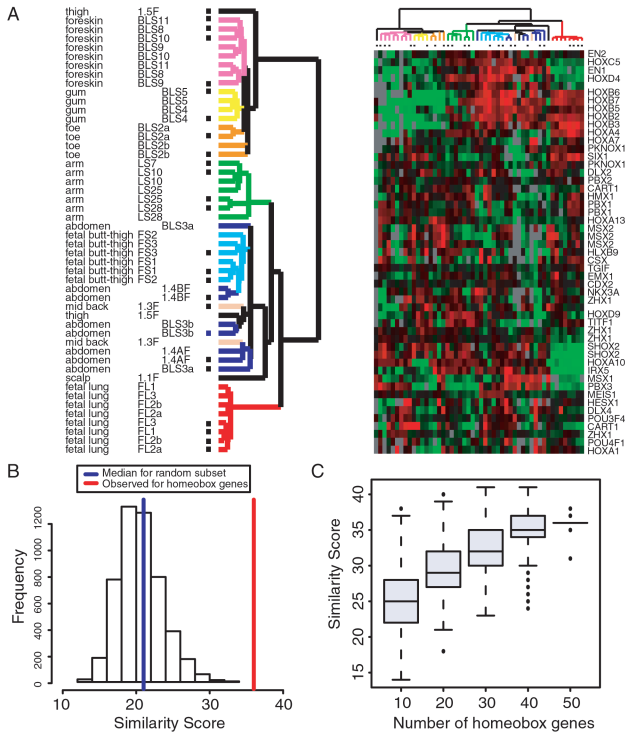 A
thigh 1.5F
foreskin BLS11
foreskin BLS8
foreskin BLS10
foreskin BLS9
foreskin BLS10
foreskin BLS11
foreskin BLS8
foreskin BLS9
gum BLS5
gum BLS5
gum BLS4
gum BLS4
toe BLS2a
toe BLS2a
toe BLS2b
toe BLS2b
arm LS7
arm LS10
arm LS10
arm LS25
arm LS25
arm LS28
arm LS28
abdomen BLS3a
fetal butt-thigh FS2
fetal butt-thigh FS3
fetal butt-thigh FS3
fetal butt-thigh FS1
fetal butt-thigh FS1
fetal butt-thigh FS2
abdomen 1.4BF
abdomen 1.4BF
mid back 1.3F
thigh 1.5F
abdomen BLS3b
abdomen BLS3b
mid back 1.3F
abdomen 1.4AF
abdomen 1.4AF
abdomen BLS3a
scalp 1.1F
fetal lung FL1
fetal lung FL3
fetal lung FL2b
fetal lung FL2a
fetal lung FL3
fetal lung FL1
fetal lung FL2b
fetal lung FL2a
EN2
HOXC5
EN1
HOXD4
HOXB6
HOXB7
HOXB5
HOXB2
HOXB3
HOXA4
HOXA7
PKNOX1
SIX1
PKNOX1
DLX2
PBX2
CART1
HMX1
PBX1
PBX1
HOXA13
MSX2
MSX2
MSX2
HLXB9
CSX
TGIF
EMX1
CDX2
NKX3A
ZHX1
HOXD9
TITF1
ZHX1
ZHX1
SHOX2
SHOX2
HOXA10
IRX5
MSX1
PBX3
MEIS1
HESX1
DLX4
POU3F4
CART1
ZHX1
POU4F1
HOXA1
B
Median for random subset
Observed for homeobox genes
Frequency
0 200 400 600 800 1000 1200
10 20 30 40
Similarity Score
C
Similarity Score
15 20 25 30 35 40
10 20 30 40 50
Number of homeobox genes